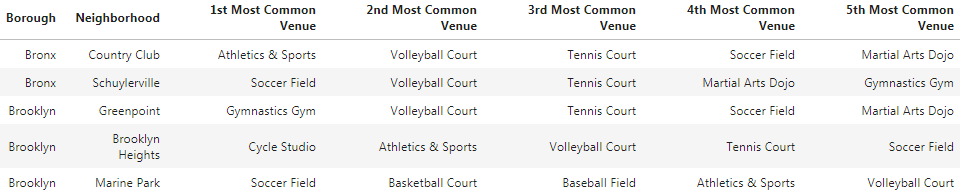 Borough Neighborhood 1st Most Common Venue 2nd Most Common Venue 3rd Most Common Venue 4th Most Common Venue 5th Most Common Venue
Bronx Country Club Athletics & Sports Volleyball Court Tennis Court Soccer Field Martial Arts Dojo
Bronx Schuylerville Soccer Field Volleyball Court Tennis Court Martial Arts Dojo Gymnastics Gym
Brooklyn Greenpoint Gymnastics Gym Volleyball Court Tennis Court Soccer Field Martial Arts Dojo
Brooklyn Brooklyn Heights Cycle Studio Athletics & Sports Volleyball Court Tennis Court Soccer Field
Brooklyn Marine Park Soccer Field Basketball Court Baseball Field Athletics & Sports Volleyball Court